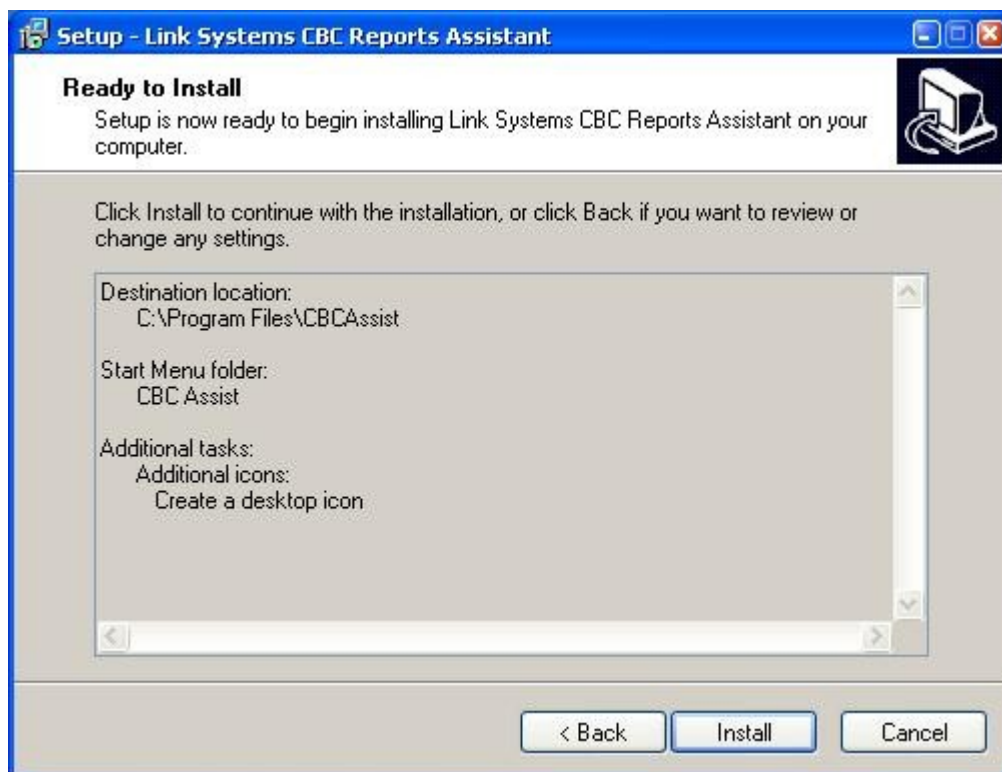 Setup - Link Systems CBC Reports Assistant
Ready to Install
Setup is now ready to begin installing Link Systems CBC Reports Assistant on your
computer.
Click Install to continue with the installation, or click Back if you want to review or
change any settings.
Destination location:
C:\Program Files\CBCAssist
Start Menu folder:
CBC Assist
Additional tasks:
Additional icons:
Create a desktop icon
< Back
Install
Cancel